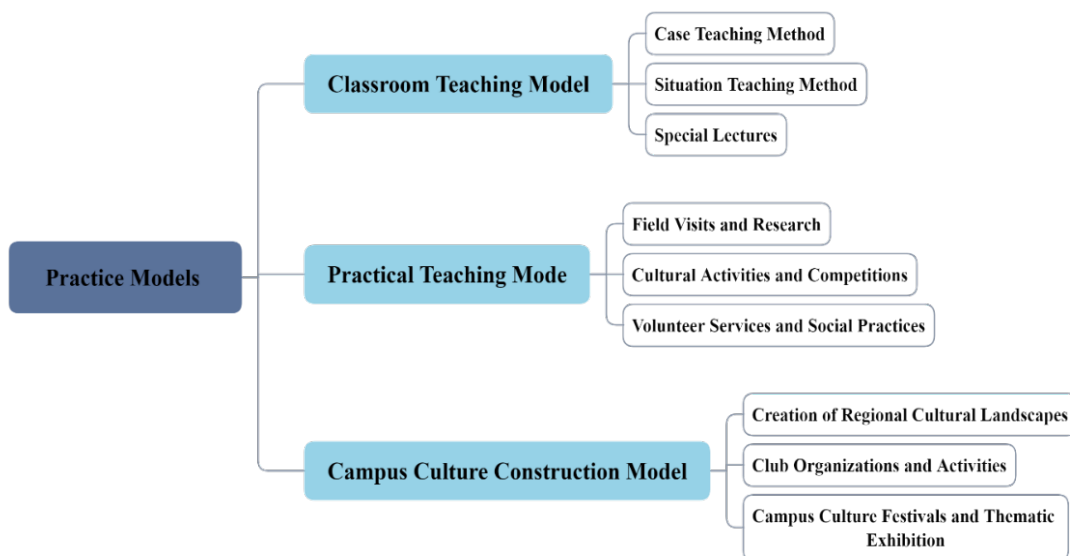 Practice Models
Classroom Teaching Model
Case Teaching Method
Situation Teaching Method
Special Lectures
Practical Teaching Mode
Field Visits and Research
Cultural Activities and Competitions
Volunteer Services and Social Practices
Campus Culture Construction Model
Creation of Regional Cultural Landscapes
Club Organizations and Activities
Campus Culture Festivals and Thematic
Exhibition